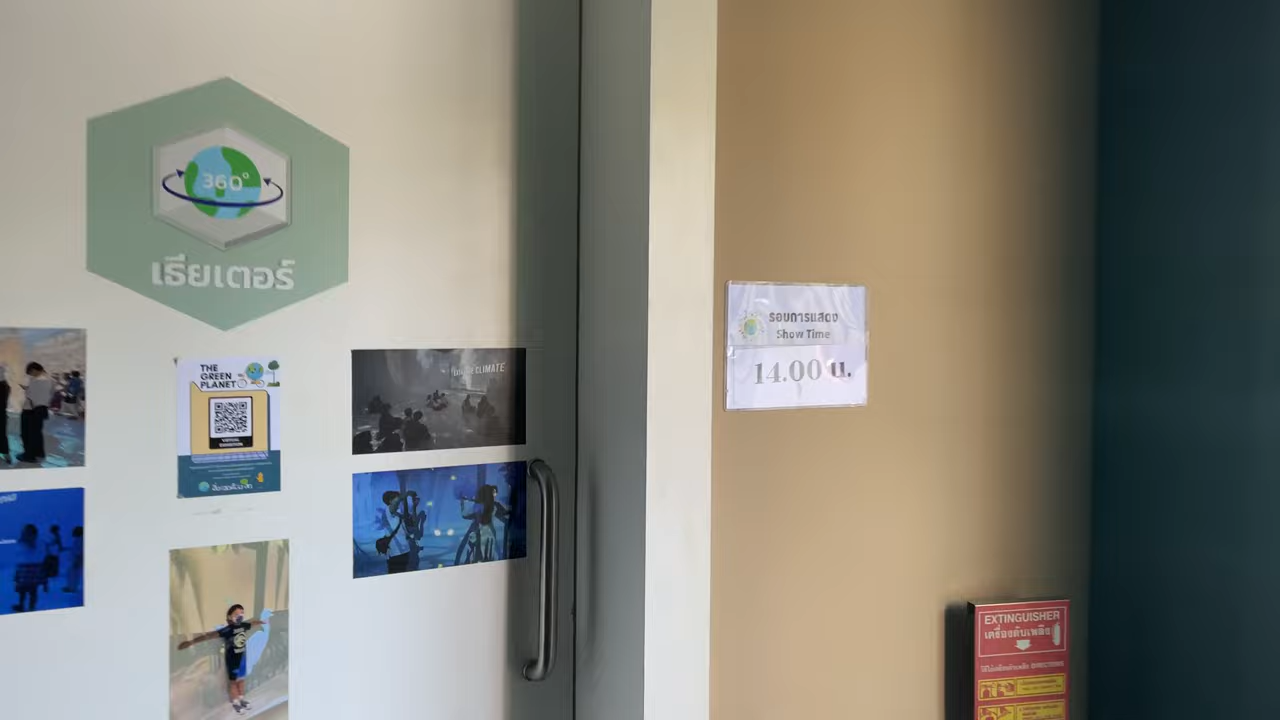 360°
เธียเตอร์
THE
GREEN
PLANET
VIRTUAL
EXHIBITION
CLIMATE
รอบการแสดง
Show Time
14.00 น.
EXTINGUISHER
เครื่องดับเพลิง